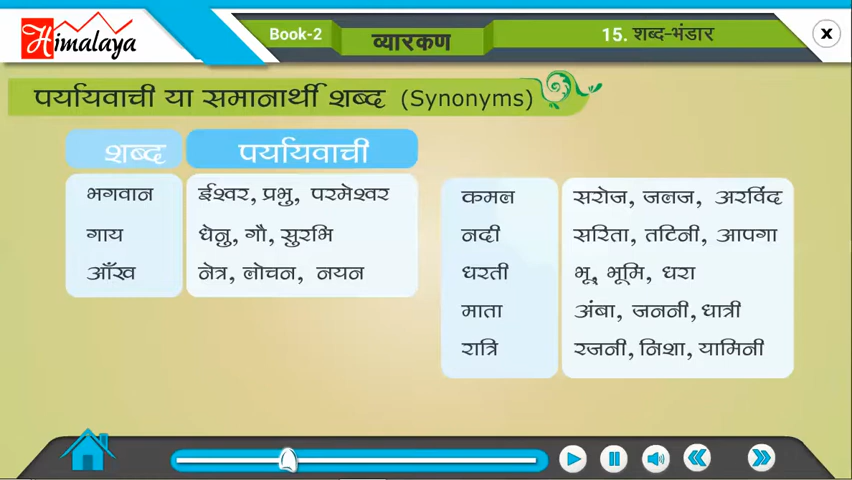 Himalaya
Book-2
व्यारकण
15. शब्द-भंडार
x
पर्यायवाची या समानार्थी शब्द (Synonyms)
शब्द पर्यायवाची
भगवान ईश्वर, प्रभु, परमेश्वर
गाय धेनु, गौ, सुरभि
आँख नेत्र, लोचन, नयन
कमल सरोज, जलज, अरविंद
नदी सरिता, तटिनी, आपगा
धरती भू, भूमि, धरा
माता अंबा, जननी, धात्री
रात्रि रजनी, निशा, यामिनी